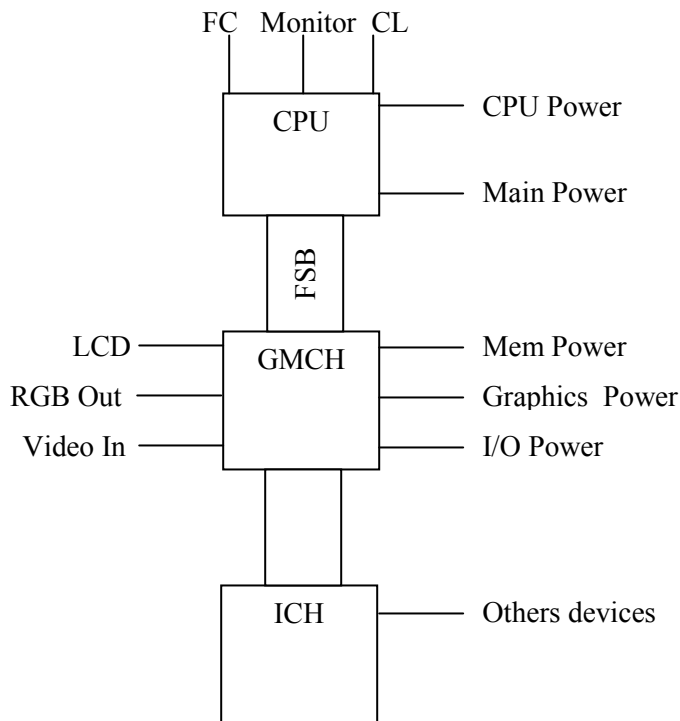 FC Monitor CL
CPU
CPU Power
Main Power
FSB
LCD
GMCH
Mem Power
RGB Out
Graphics Power
Video In
I/O Power
ICH
Others devices